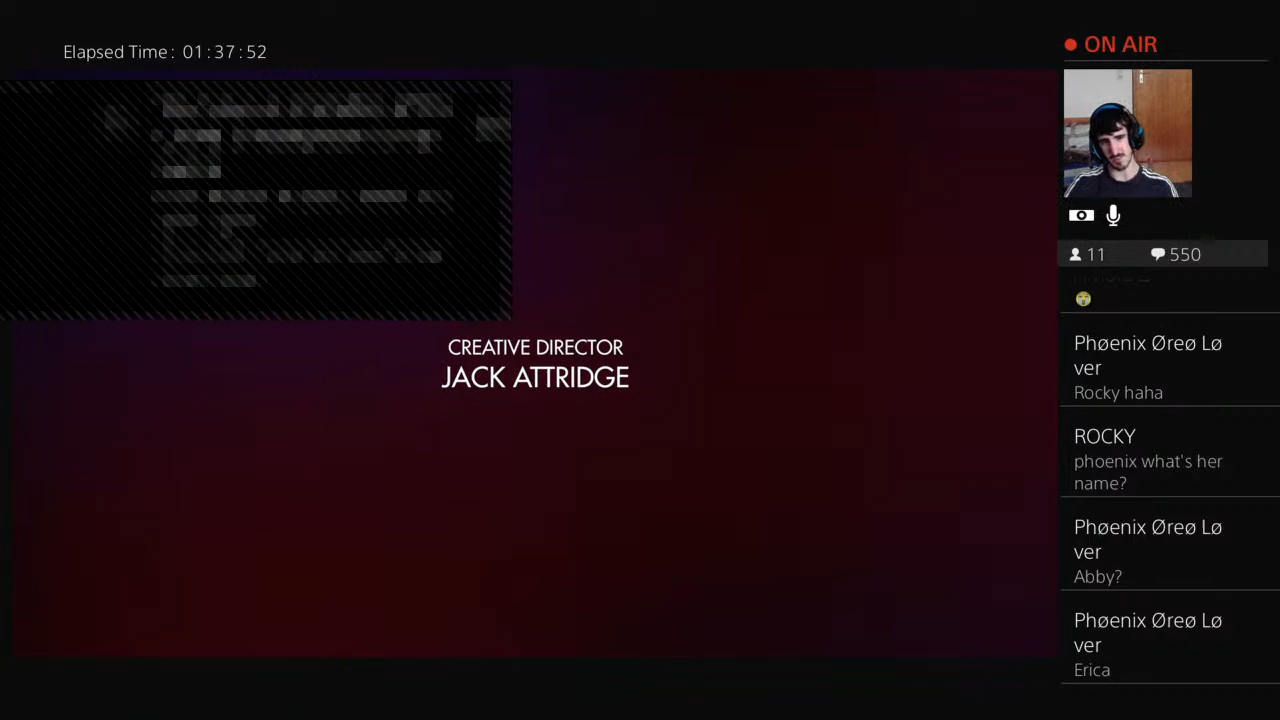 Elapsed Time: 01:37:52
ON AIR
11 550
😭
Phøenix Øreø Lø
ver
Rocky haha
ROCKY
phoenix what's her
name?
Phøenix Øreø Lø
ver
Abby?
Phøenix Øreø Lø
ver
Erica
CREATIVE DIRECTOR
JACK ATTRIDGE